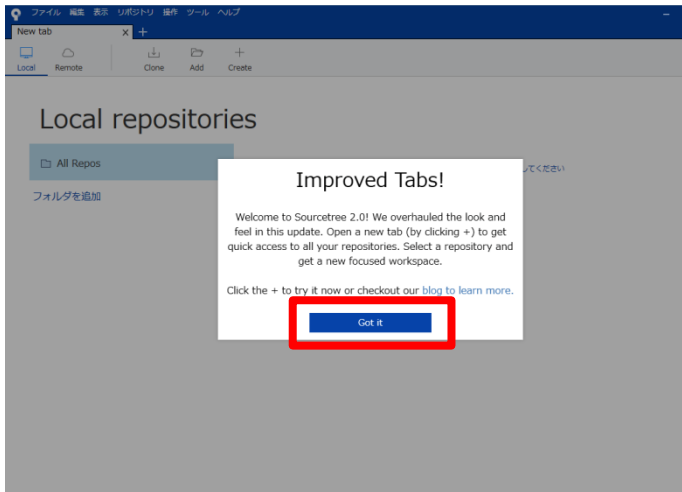 ファイル 編集 表示 リポジトリ 操作 ツール ヘルプ
New tab x +
Local Remote Clone Add Create
Local repositories
All Repos
してください
フォルダを追加
Improved Tabs!
Welcome to Sourcetree 2.0! We overhauled the look and
feel in this update. Open a new tab (by clicking +) to get
quick access to all your repositories. Select a repository and
get a new focused workspace.
Click the + to try it now or checkout our blog to learn more.
Got it